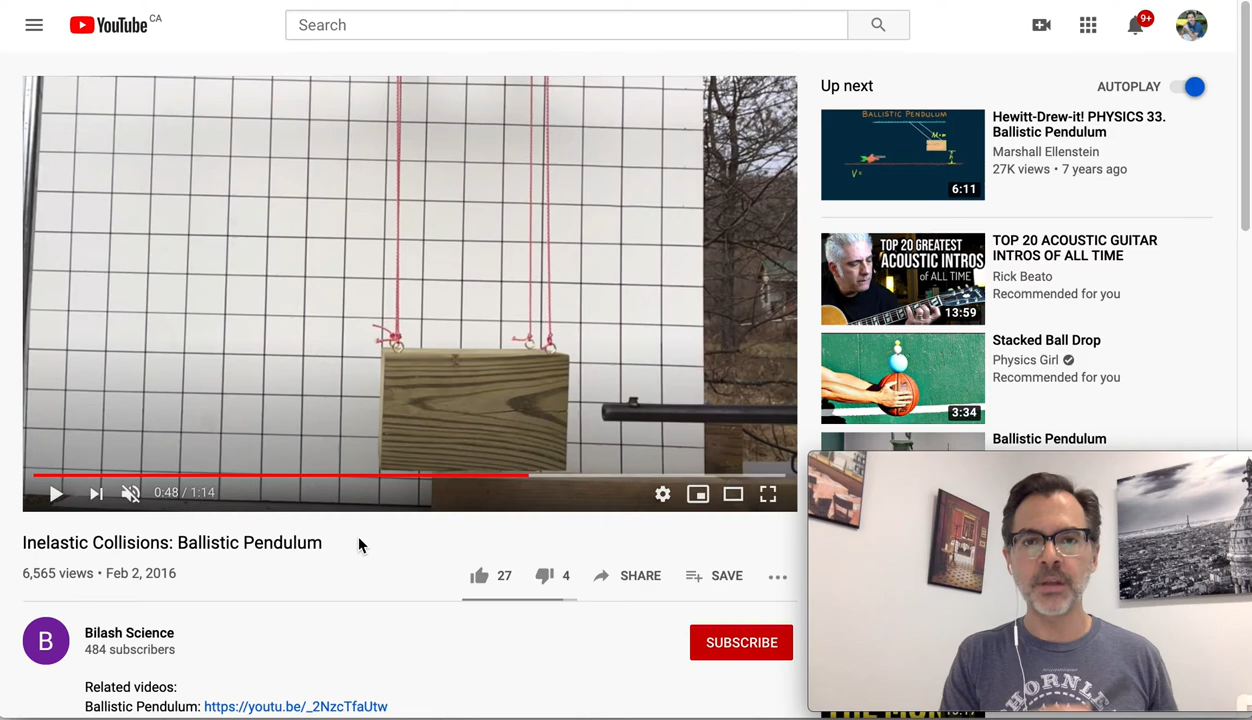 YouTube CA
Search
9+
Up next
AUTOPLAY
BALLISTIC PENDULUM
M+m
h
V=
6:11
Hewitt-Drew-it! PHYSICS 33.
Ballistic Pendulum
Marshall Ellenstein
27K views • 7 years ago
TOP 20 GREATEST
ACOUSTIC INTROS
OF ALL TIME
13:59
TOP 20 ACOUSTIC GUITAR
INTROS OF ALL TIME
Rick Beato
Recommended for you
3:34
Stacked Ball Drop
Physics Girl
Recommended for you
Ballistic Pendulum
0:48 / 1:14
Inelastic Collisions: Ballistic Pendulum
6,565 views • Feb 2, 2016
27
4
SHARE
SAVE
B
Bilash Science
484 subscribers
SUBSCRIBE
Related videos:
Ballistic Pendulum: https://youtu.be/_2NzcTfaUtw
THORNLE